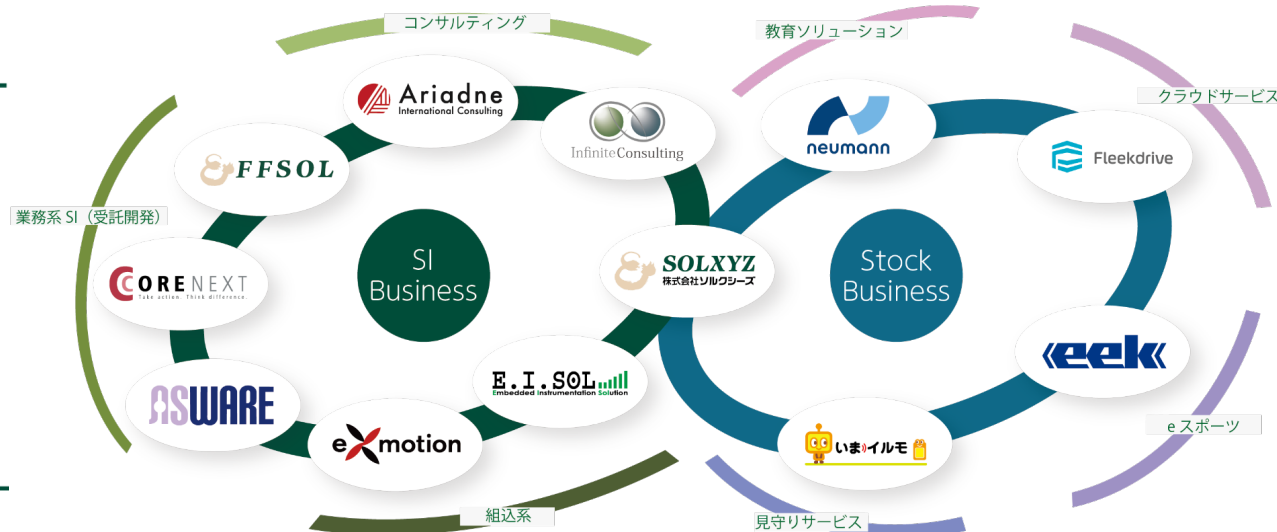 コンサルティング
教育ソリューション
クラウドサービス
Ariadne
International Consulting
InfiniteConsulting
neumann
Fleekdrive
FFSOL
業務系 SI（受託開発）
SI
Business
SOLXYZ
株式会社ソルクシーズ
Stock
Business
CORENEXT
Take action. Think difference.
eek
E.I.SOL
Embedded Instrumentation Solution
ASWARE
eXmotion
いまイルモ
eスポーツ
組込系
見守りサービス